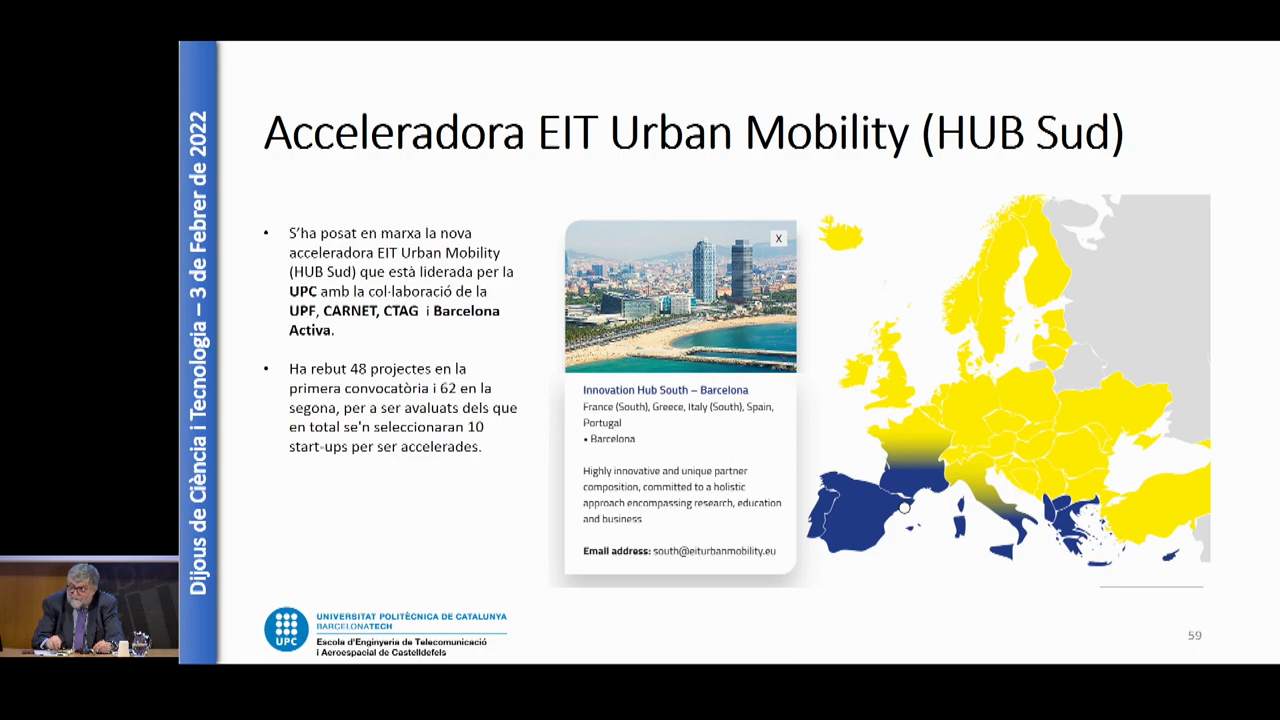 Dijous de Ciència i Tecnologia – 3 de Febrer de 2022
Acceleradora EIT Urban Mobility (HUB Sud)
• S'ha posat en marxa la nova
acceleradora EIT Urban Mobility
(HUB Sud) que està liderada per la
UPC amb la col·laboració de la
UPF, CARNET, CTAG i Barcelona
Activa.
• Ha rebut 48 projectes en la
primera convocatòria i 62 en la
segona, per a ser avaluats dels que
en total se'n seleccionaran 10
start-ups per ser accelerades.
X
Innovation Hub South – Barcelona
France (South), Greece, Italy (South), Spain,
Portugal
• Barcelona
Highly innovative and unique partner
composition, committed to a holistic
approach encompassing research, education
and business
Email address: south@eiturbanmobility.eu
UPC
UNIVERSITAT POLITÈCNICA DE CATALUNYA
BARCELONATECH
Escola d'Enginyeria de Telecomunicació
i Aeroespacial de Castelldefels
59